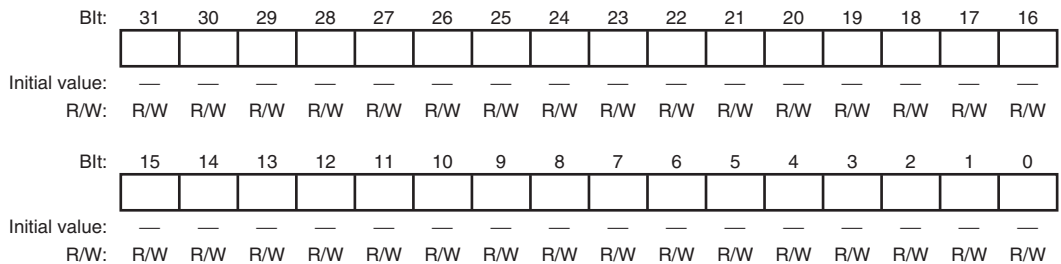 BIt: 31 30 29 28 27 26 25 24 23 22 21 20 19 18 17 16
Initial value: — — — — — — — — — — — — — — — —
R/W: R/W R/W R/W R/W R/W R/W R/W R/W R/W R/W R/W R/W R/W R/W R/W R/W
BIt: 15 14 13 12 11 10 9 8 7 6 5 4 3 2 1 0
Initial value: — — — — — — — — — — — — — — — —
R/W: R/W R/W R/W R/W R/W R/W R/W R/W R/W R/W R/W R/W R/W R/W R/W R/W